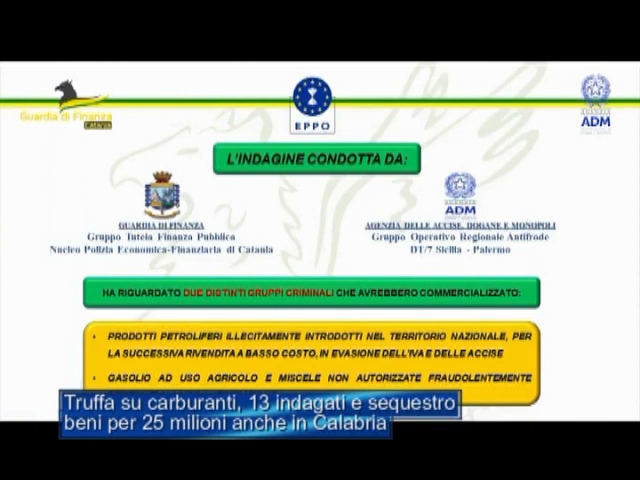 Guardia di Finanza
CATANIA
EPPO
ADM
L'INDAGINE CONDOTTA DA:
ADM
GUARDIA DI FINANZA
Gruppo Tutela Finanza Pubblica
Nucleo Polizia Economica-Finanziaria di Catania
AGENZIA DELLE ACCISE, DOGANE E MONOPOLI
Gruppo Operativo Regionale Antifrode
DT/7 Sicilia - Palermo
HA RIGUARDATO DUE DISTINTI GRUPPI CRIMINALI CHE AVREBBERO COMMERCIALIZZATO:
• PRODOTTI PETROLIFERI ILLECITAMENTE INTRODOTTI NEL TERRITORIO NAZIONALE, PER
LA SUCCESSIVA RIVENDITA A BASSO COSTO, IN EVASIONE DELL'IVA E DELLE ACCISE
• GASOLIO AD USO AGRICOLO E MISCELE NON AUTORIZZATE FRAUDOLENTEMENTE
Truffa su carburanti, 13 indagati e sequestro
beni per 25 milioni anche in Calabria